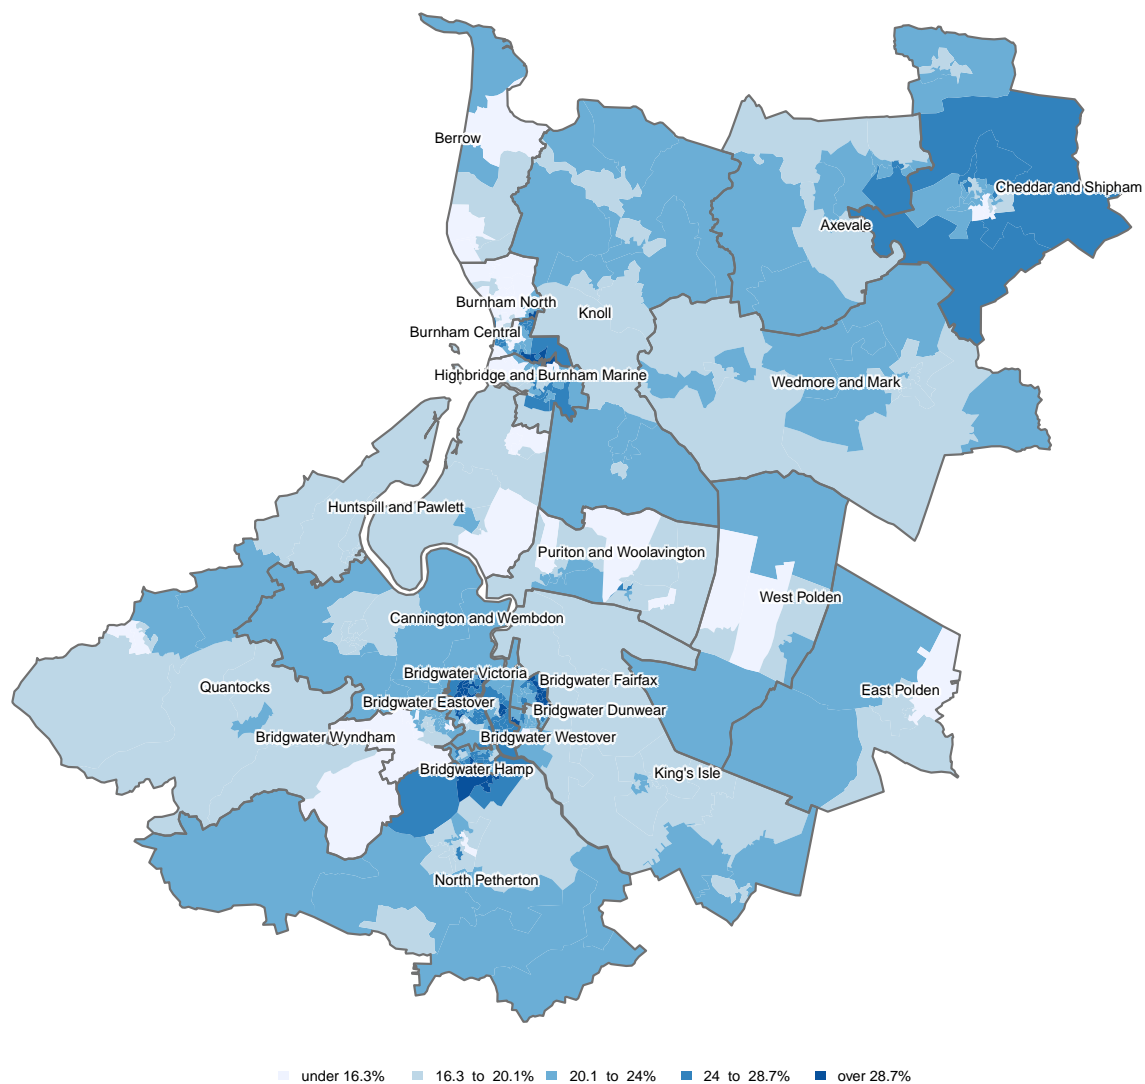 Berrow
Cheddar and Shipham
Axevale
Burnham North
Knoll
Burnham Central
Highbridge and Burnham Marine
Wedmore and Mark
Huntspill and Pawlett
Puriton and Woolavington
West Polden
Cannington and Wembdon
Bridgwater Victoria
Bridgwater Fairfax
Quantocks
East Polden
Bridgwater Eastover
Bridgwater Dunwear
Bridgwater Wyndham
Bridgwater Westover
Bridgwater Hamp
King's Isle
North Petherton
under 16.3% 16.3 to 20.1% 20.1 to 24% 24 to 28.7% over 28.7%